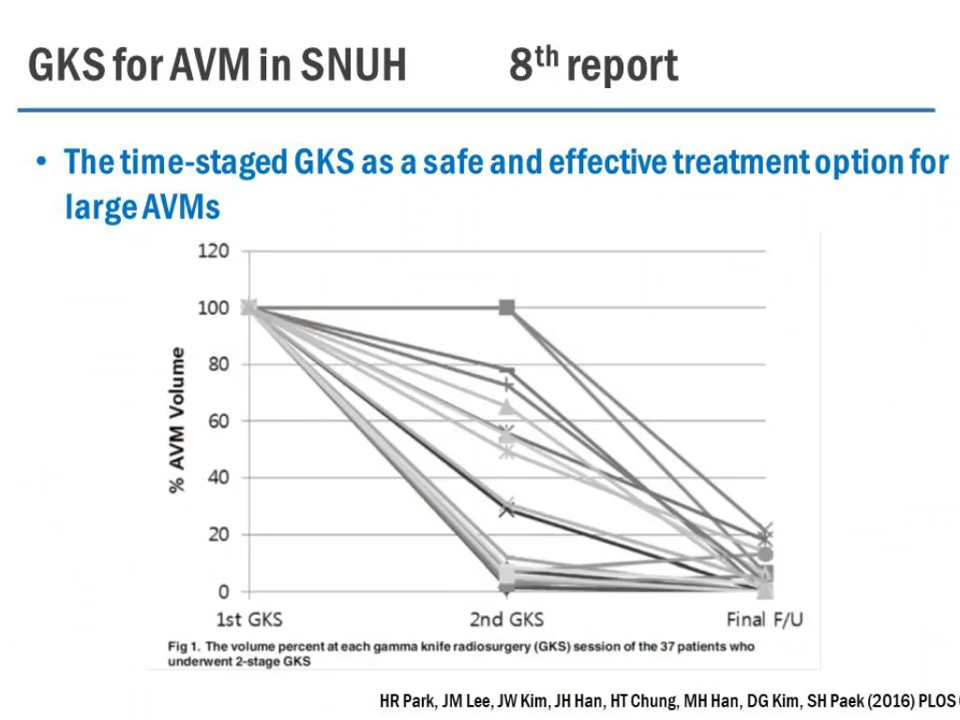 GKS for AVM in SNUH 8th report
• The time-staged GKS as a safe and effective treatment option for
large AVMs
120
100
80
60
40
20
0
% AVM Volume
1st GKS 2nd GKS Final F/U
Fig 1. The volume percent at each gamma knife radiosurgery (GKS) session of the 37 patients who
underwent 2-stage GKS
HR Park, JM Lee, JW Kim, JH Han, HT Chung, MH Han, DG Kim, SH Paek (2016) PLOS